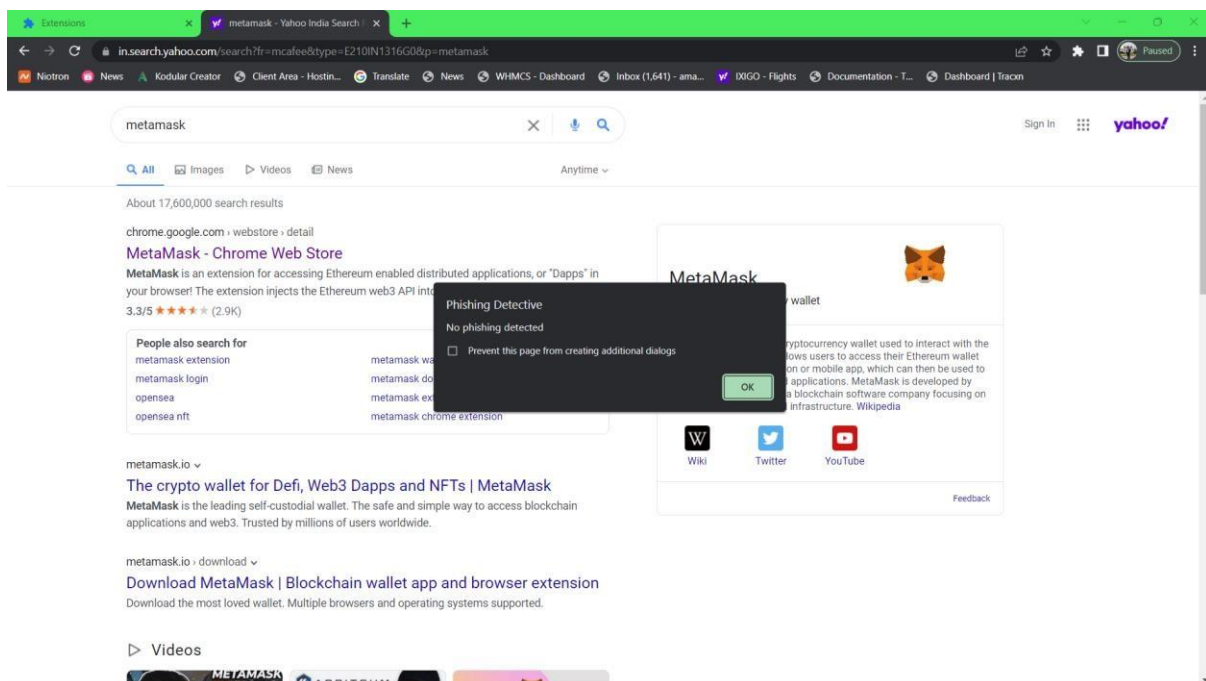 Extensions
metamask - Yahoo India Search
in.search.yahoo.com/search?fr=mcafee&type=E210IN1316G0&p=metamask
Paused
Niotron News Kodular Creator Client Area - Hostin... Translate News WHMCS - Dashboard Inbox (1,641) - ama... IXIGO - Flights Documentation - T... Dashboard | Tracxn
metamask
Sign In
yahoo!
All Images Videos News Anytime
About 17,600,000 search results
chrome.google.com › webstore › detail
MetaMask - Chrome Web Store
MetaMask is an extension for accessing Ethereum enabled distributed applications, or "Dapps" in
your browser! The extension injects the Ethereum web3 API
3.3/5 (2.9K)
People also search for
metamask extension
metamask login
opensea
opensea nft
metamask
metamask
metamask
metamask chrome extension
Phishing Detective
No phishing detected
Prevent this page from creating additional dialogs
OK
metamask.io
The crypto wallet for Defi, Web3 Dapps and NFTs | MetaMask
MetaMask is the leading self-custodial wallet. The safe and simple way to access blockchain
applications and web3. Trusted by millions of users worldwide.
metamask.io › download
Download MetaMask | Blockchain wallet app and browser extension
Download the most loved wallet. Multiple browsers and operating systems supported.
Videos
METAMASK
MetaMask
wallet
wallet used to interact with the
users to access their Ethereum wallet
or mobile app, which can then be used to
applications. MetaMask is developed by
a blockchain software company focusing on
infrastructure. Wikipedia
W
Wiki Twitter YouTube
Feedback